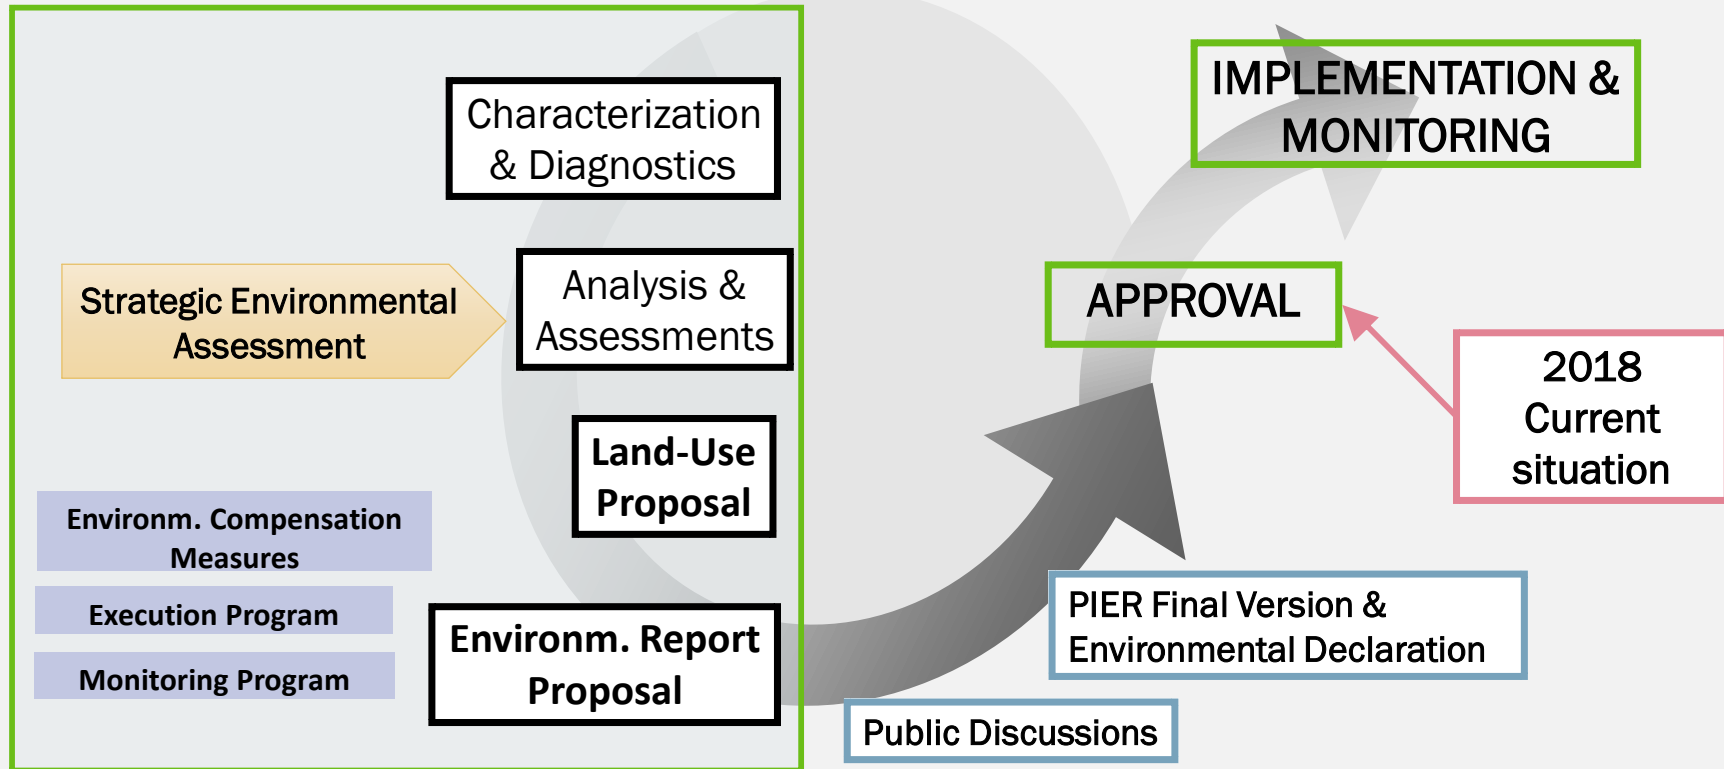 Characterization
& Diagnostics
Strategic Environmental
Assessment
Analysis &
Assessments
Land-Use
Proposal
Environm. Compensation
Measures
Execution Program
Monitoring Program
Environm. Report
Proposal
Public Discussions
PIER Final Version &
Environmental Declaration
APPROVAL
2018
Current
situation
IMPLEMENTATION &
MONITORING